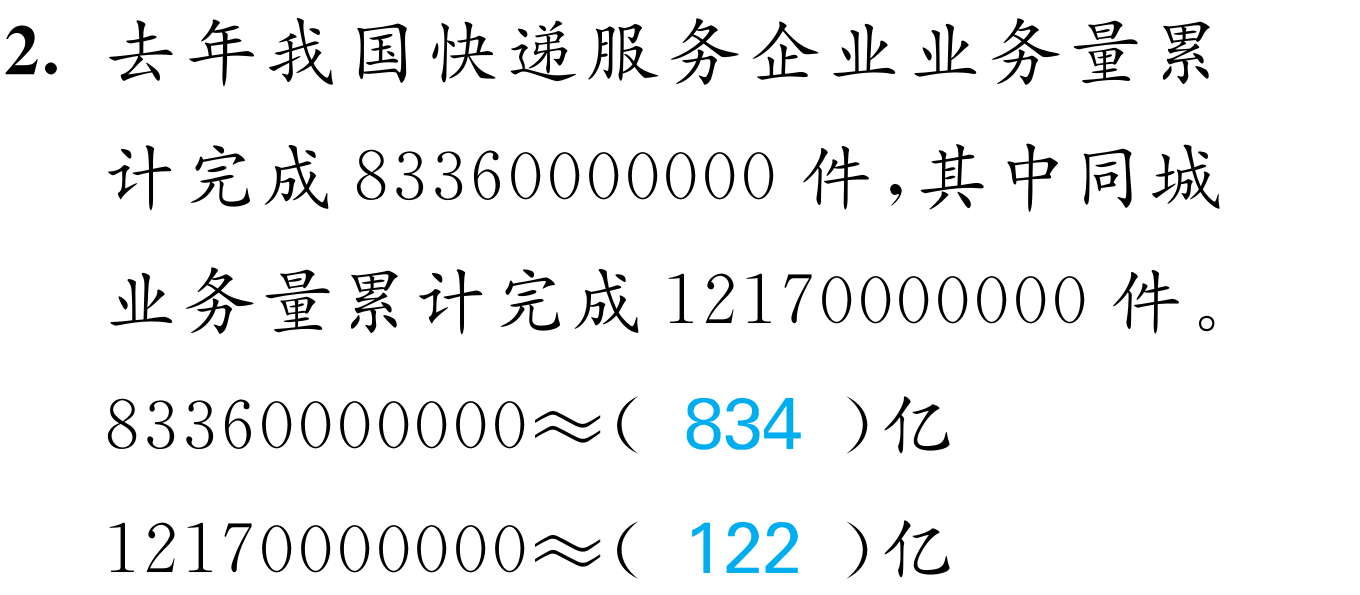 2. 去年我国快递服务企业业务量累
计完成 83360000000 件,其中同城
业务量累计完成 12170000000 件。
83360000000≈( 834 )亿
12170000000≈( 122 )亿